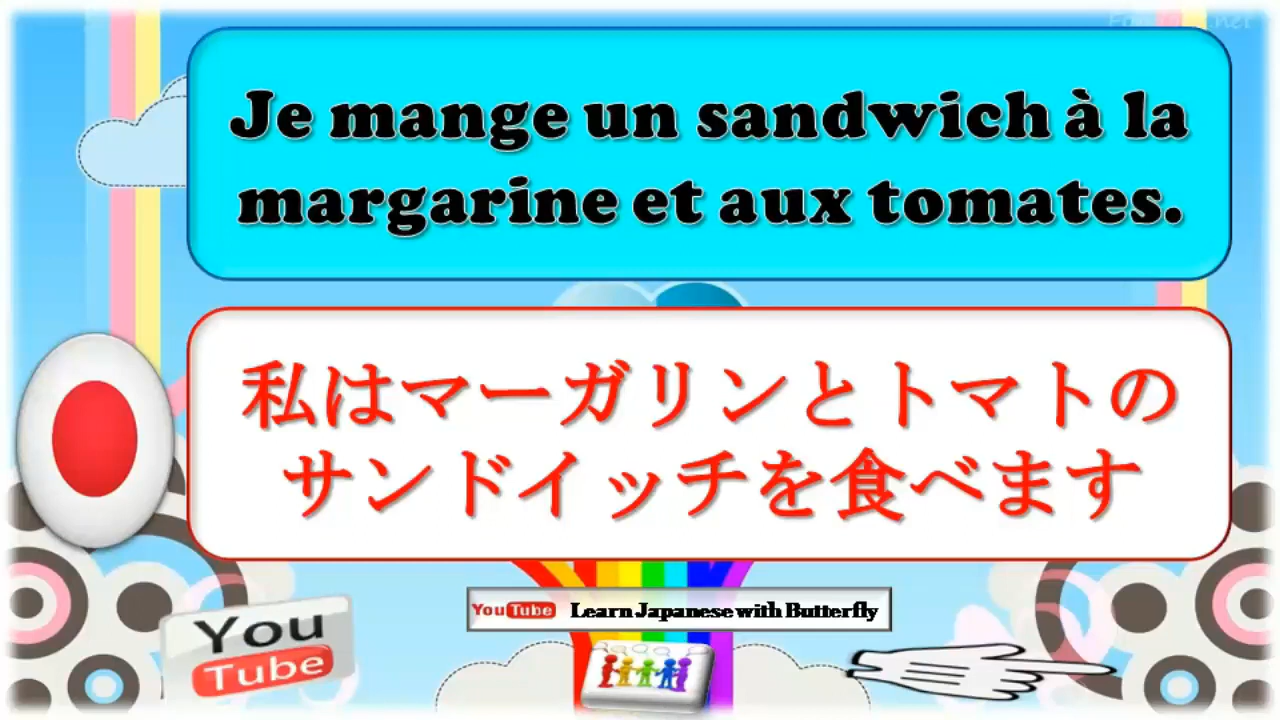 Je mange un sandwich à la
margarine et aux tomates.
私はマーガリンとトマトの
サンドイッチを食べます
YouTube Learn Japanese with Butterfly
You
Tube